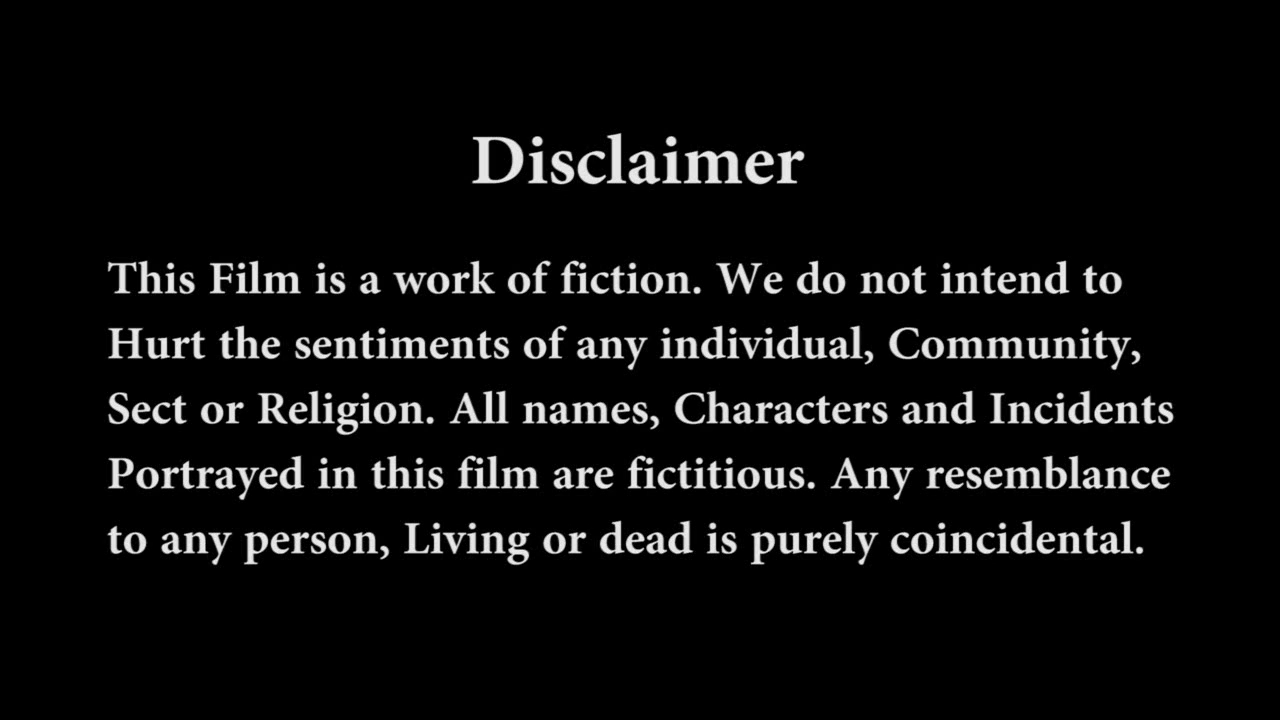 Disclaimer
This Film is a work of fiction. We do not intend to
Hurt the sentiments of any individual, Community,
Sect or Religion. All names, Characters and Incidents
Portrayed in this film are fictitious. Any resemblance
to any person, Living or dead is purely coincidental.